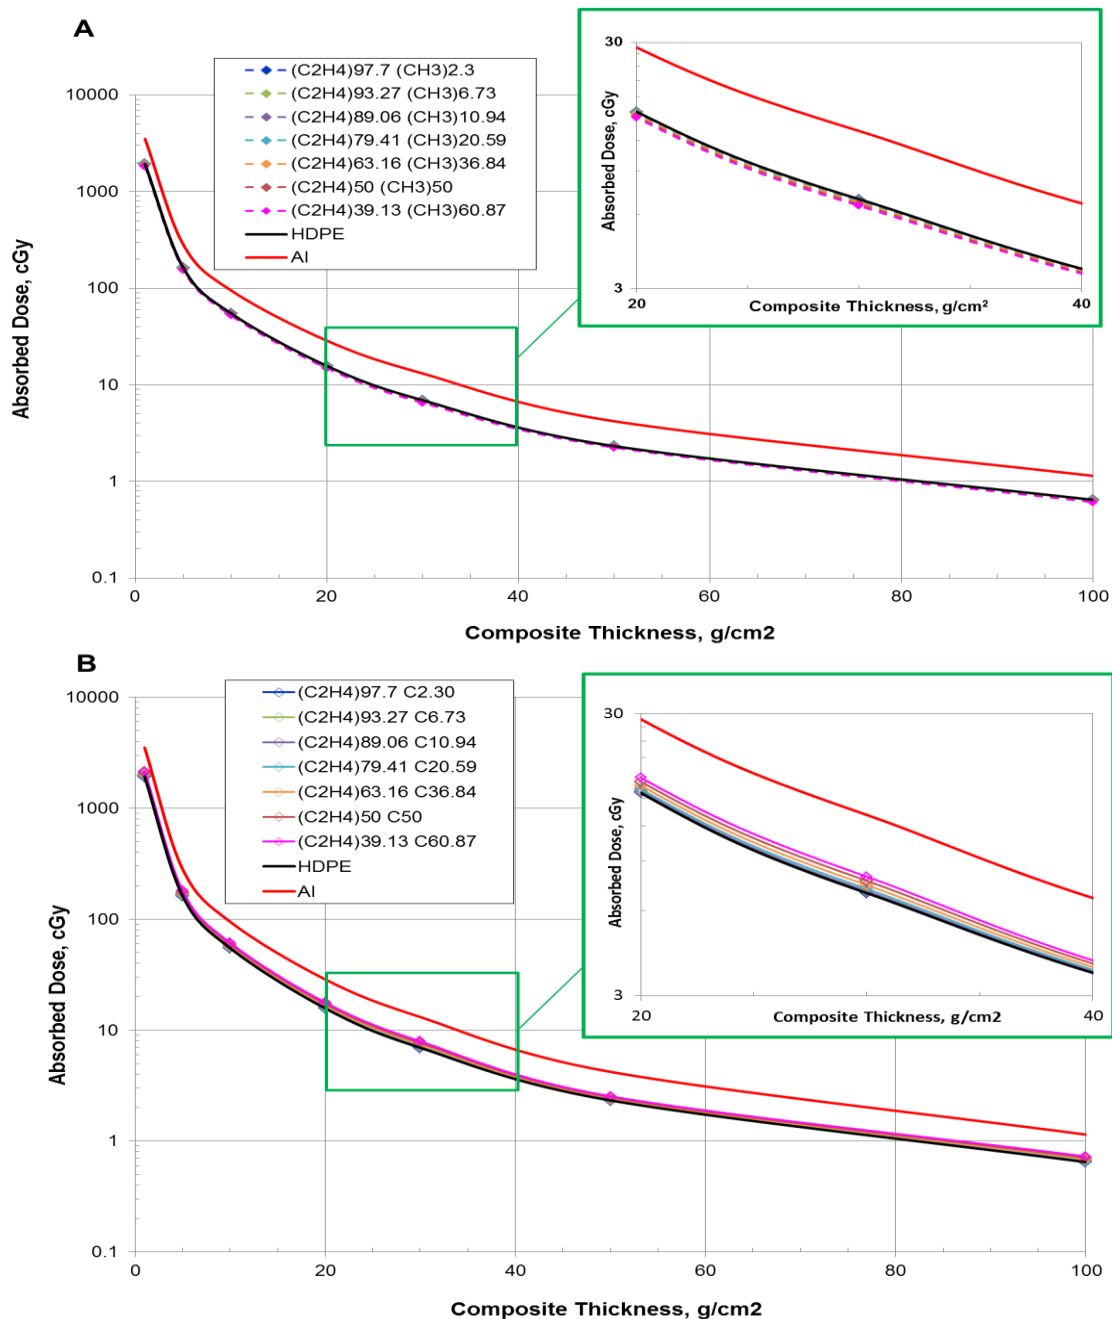 A
(C2H4)97.7 (CH3)2.3
(C2H4)93.27 (CH3)6.73
(C2H4)89.06 (CH3)10.94
(C2H4)79.41 (CH3)20.59
(C2H4)63.16 (CH3)36.84
(C2H4)50 (CH3)50
(C2H4)39.13 (CH3)60.87
HDPE
Al
10000
1000
100
10
1
0.1
Absorbed Dose, cGy
0
20
40
60
80
100
Composite Thickness, g/cm2
30
3
Absorbed Dose, cGy
20
40
Composite Thickness, g/cm²
B
(C2H4)97.7 C2.30
(C2H4)93.27 C6.73
(C2H4)89.06 C10.94
(C2H4)79.41 C20.59
(C2H4)63.16 C36.84
(C2H4)50 C50
(C2H4)39.13 C60.87
HDPE
Al
10000
1000
100
10
1
0.1
Absorbed Dose, cGy
0
20
40
60
80
100
Composite Thickness, g/cm2
30
3
Absorbed Dose, cGy
20
40
Composite Thickness, g/cm2